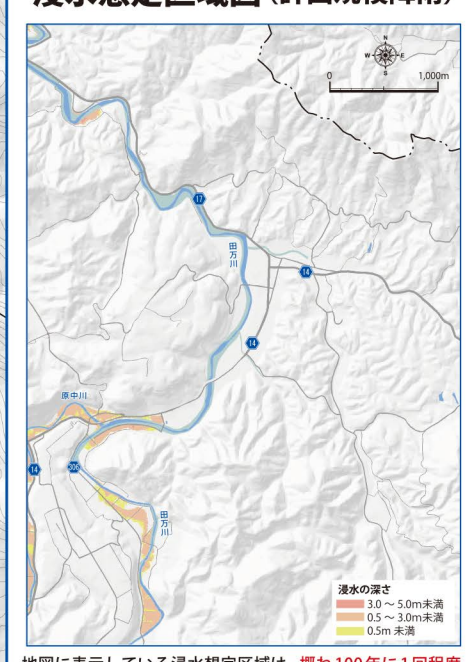 浸水想定区域図(計画規模降雨)
N
W E
S
0 1,000m
17
田万川
14
14
原中川
14
306
田万川
浸水の深さ
3.0 ～ 5.0m未満
0.5 ～ 3.0m未満
0.5m 未満
地図に表示している浸水想定区域は、概ね100年に1回程度